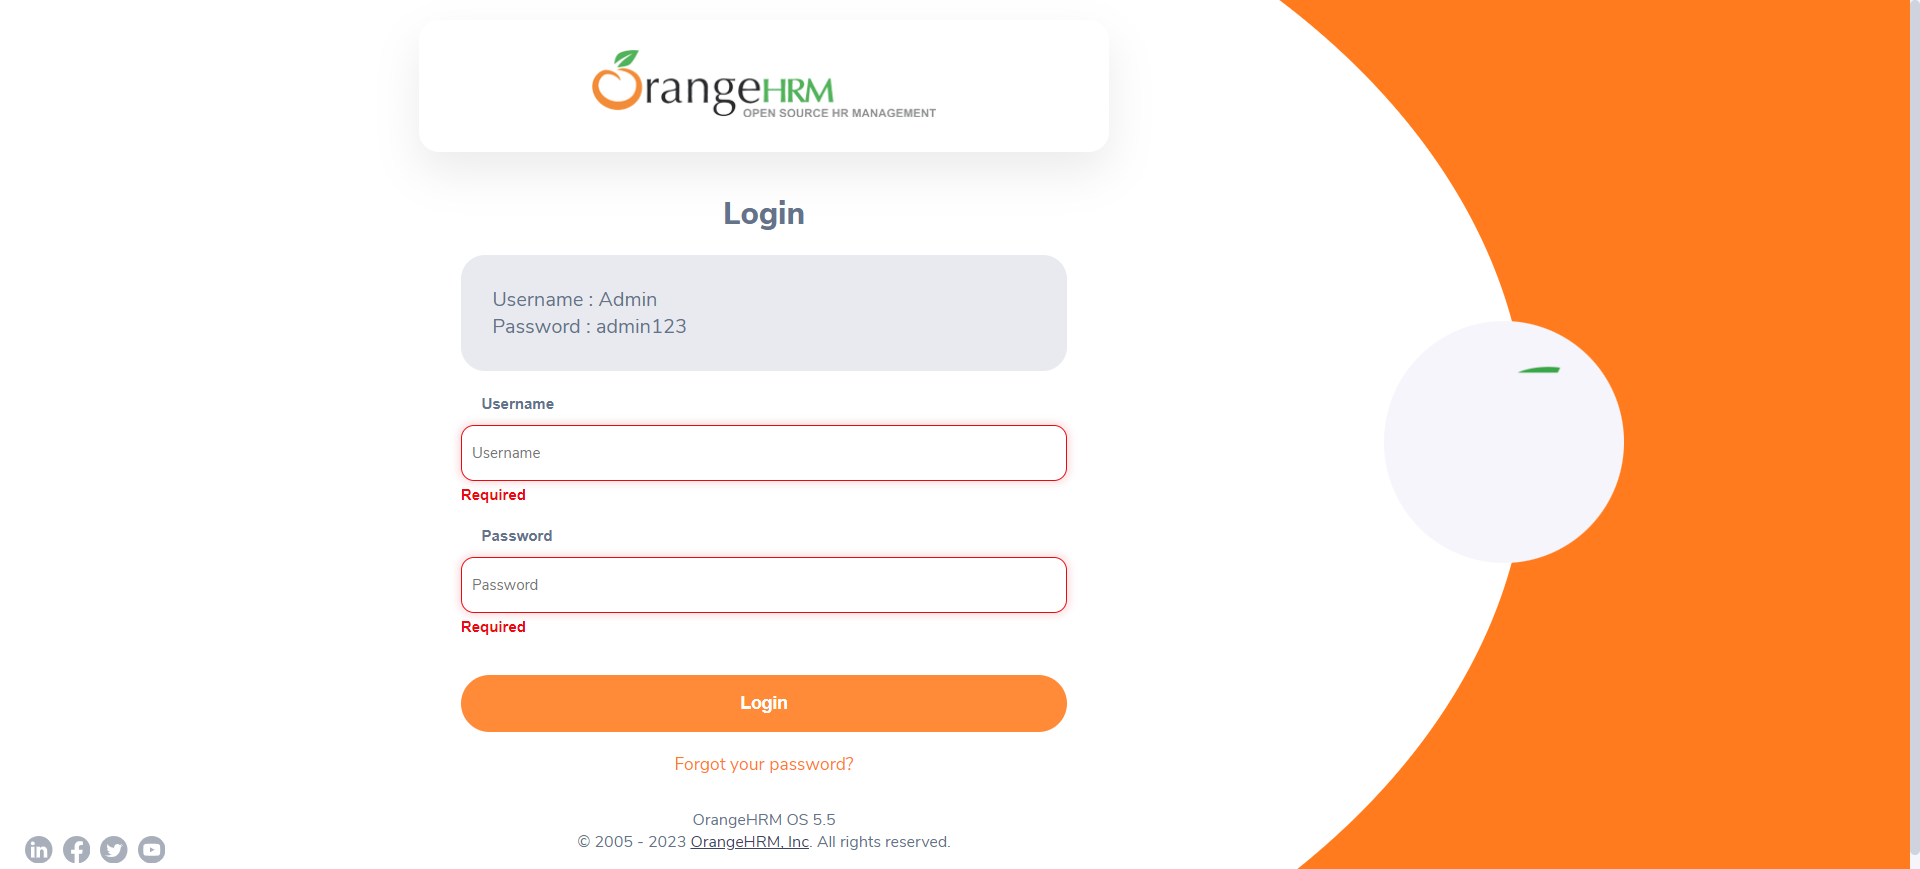 OrangeHRM
OPEN SOURCE HR MANAGEMENT
Login
Username : Admin
Password : admin123
Username
Username
Required
Password
Password
Required
Login
Forgot your password?
OrangeHRM OS 5.5
© 2005 - 2023 OrangeHRM, Inc. All rights reserved.